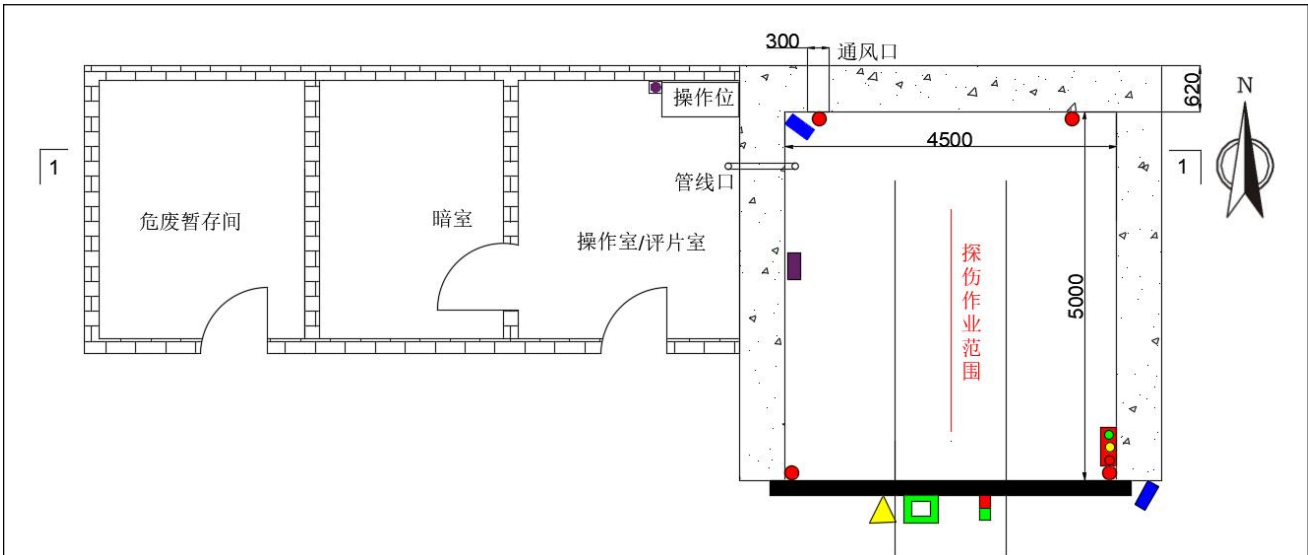 300
通风口
620
N
操作位
4500
1
1
管线口
危废暂存间
暗室
操作室/评片室
探伤作业范围
5000